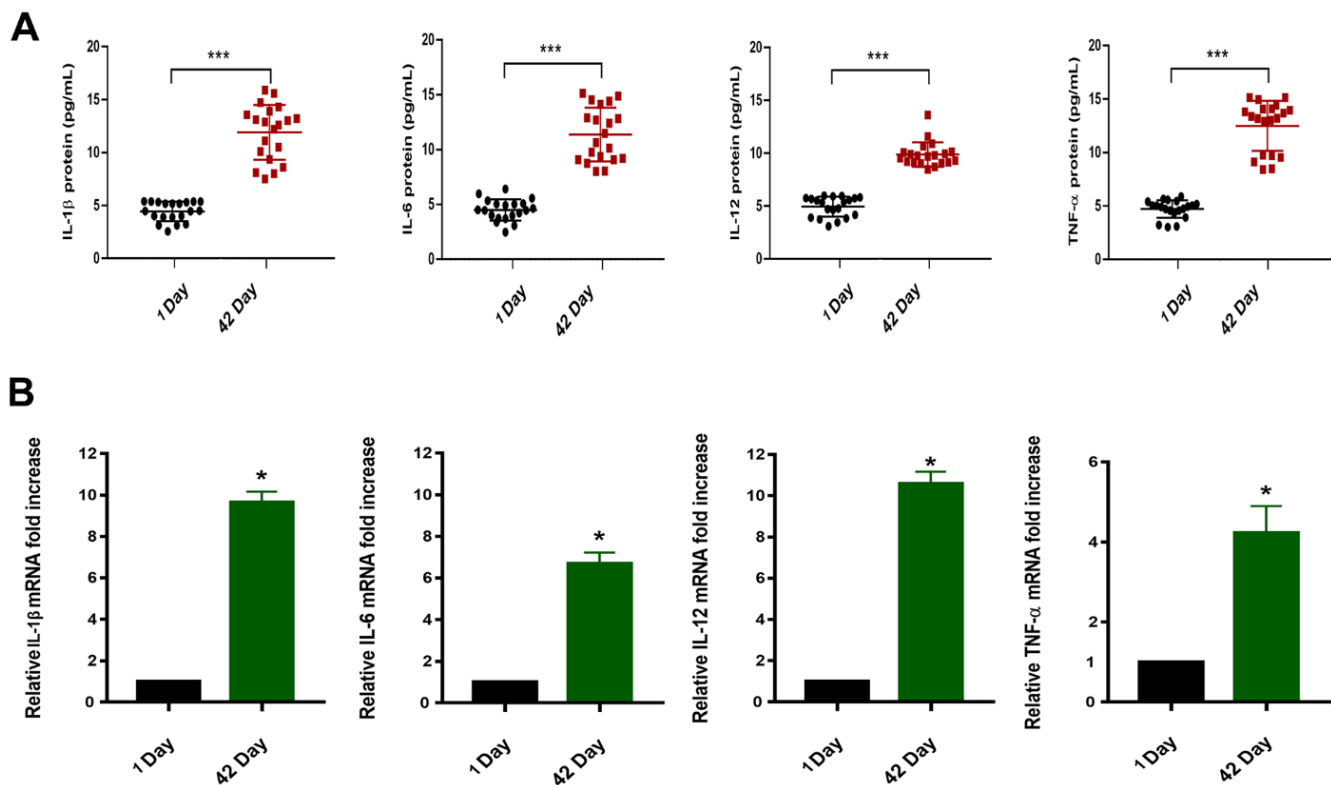 A
IL-1β protein (pg/mL)
20
15
10
5
0
***
1 Day
42 Day
IL-6 protein (pg/mL)
20
15
10
5
0
***
1 Day
42 Day
IL-12 protein (pg/mL)
20
15
10
5
0
***
1 Day
42 Day
TNF-α protein (pg/mL)
20
15
10
5
0
***
1 Day
42 Day
B
Relative IL-1β mRNA fold increase
12
10
8
6
4
2
0
*
1 Day
42 Day
Relative IL-6 mRNA fold increase
12
10
8
6
4
2
0
*
1 Day
42 Day
Relative IL-12 mRNA fold increase
12
10
8
6
4
2
0
*
1 Day
42 Day
Relative TNF-α mRNA fold increase
6
4
2
1
0
*
1 Day
42 Day